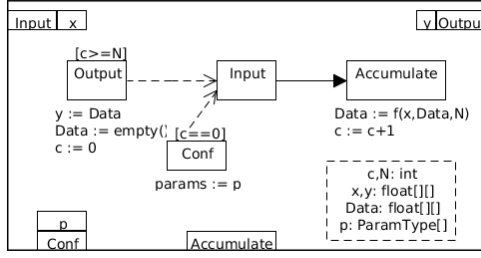 Input x
y Outpu
[c>=N]
Output
Input
Accumulate
y := Data
Data := empty()
c := 0
[c==0]
Conf
params := p
Data := f(x,Data,N)
c := c+1
c,N: int
x,y: float[][]
Data: float[][]
p: ParamType[]
p
Conf
Accumulate